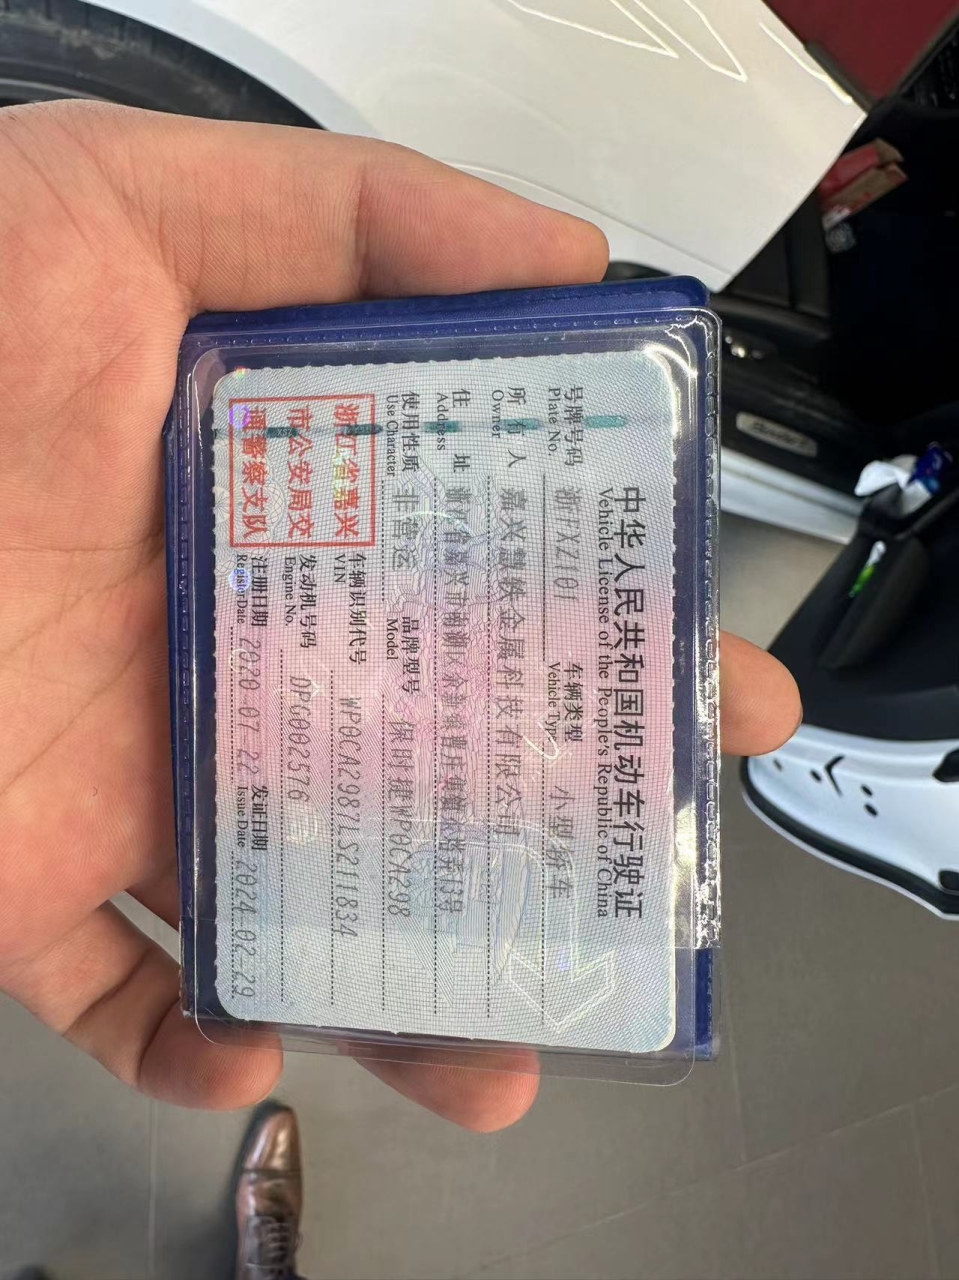 中华人民共和国机动车行驶证
Vehicle License of the People's Republic of China
号牌号码 浙FXZ101 车辆类型 小型轿车
Plate No. Vehicle Type
所有人 嘉兴慧轶金属科技有限公司
Owner
住址
Address
使用性质 非营运 品牌型号 保时捷WP0CA298
Use Character Model
浙江省嘉兴
市公安局交
通警察支队
车辆识别代号 WP0CA2987LS211834
VIN
发动机号码 DPG002576
Engine No.
注册日期 2020-07-22 发证日期 2024-02-29
Register Date Issue Date